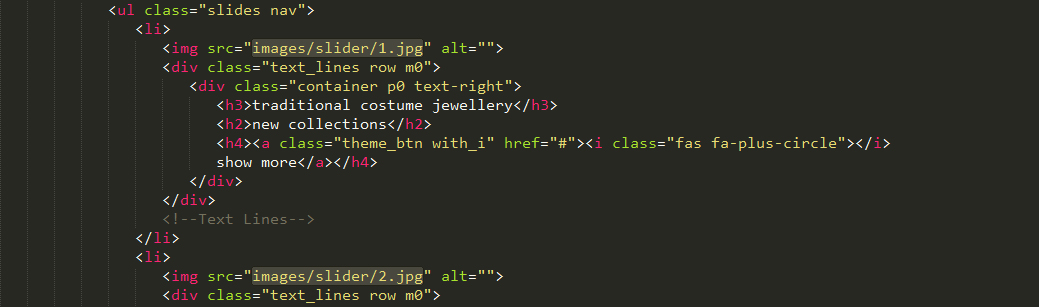 <ul class="slides nav">
<li>
<img src="images/slider/1.jpg" alt="">
<div class="text_lines row m0">
<div class="container p0 text-right">
<h3>traditional costume jewellery</h3>
<h2>new collections</h2>
<h4><a class="theme_btn with_i" href="#"><i class="fas fa-plus-circle"></i>
show more</a></h4>
</div>
</div>
<!--Text Lines-->
</li>
<li>
<img src="images/slider/2.jpg" alt="">
<div class="text_lines row m0">